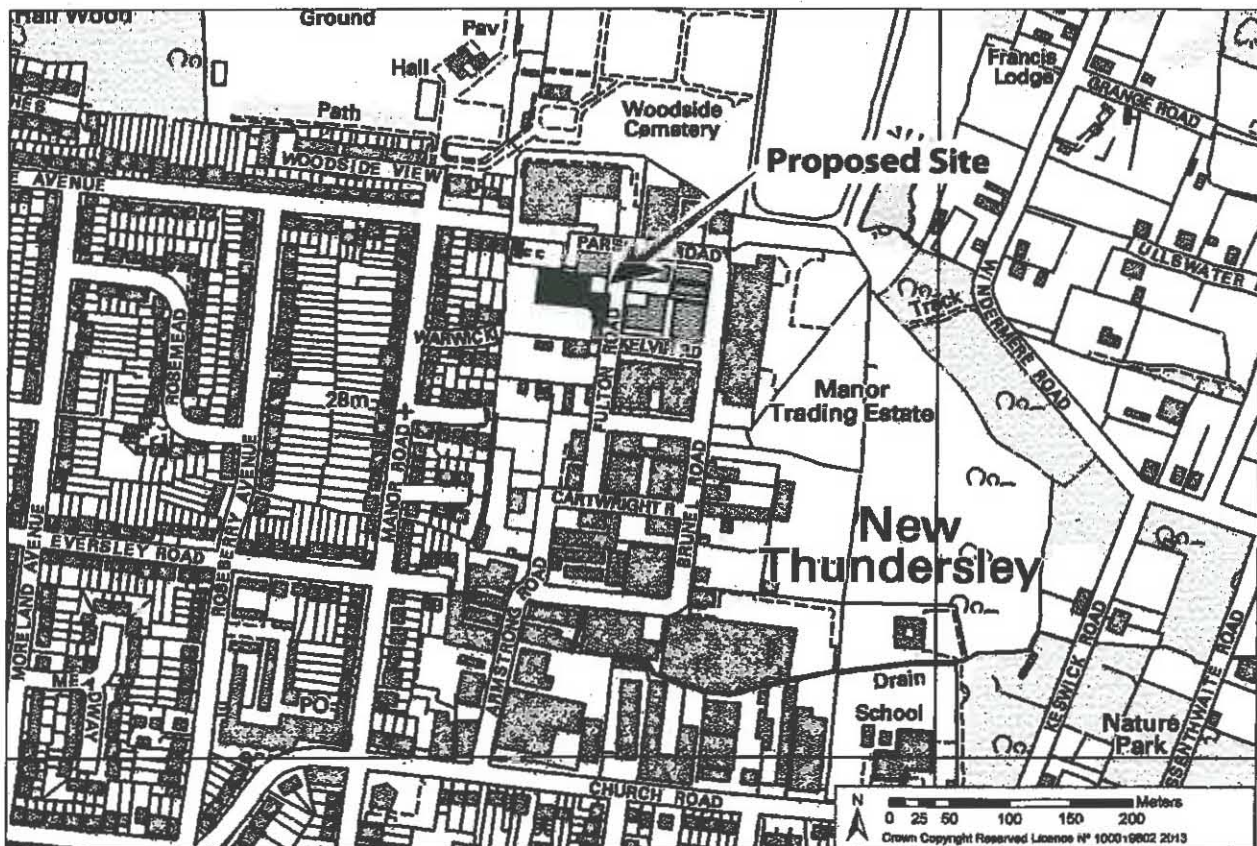 Hall Wood
Ground
Pav
Hall
Path
Woodside
Cemetery
Francis
Lodge
GRANGE ROAD
WOODSIDE VIEW
E AVENUE
Proposed Site
ROAD
ULLSWATER
WINDERMERE ROAD
Track
ROSEMEAD
WARWICK
KELVIN RD
FULTON ROAD
28m
Manor
Trading Estate
MANOR ROAD
ROSEBERRY AVENUE
CARTWRIGHT R
BRUNEL ROAD
New
Thundersley
EVERSLEY ROAD
MORELAND AVENUE
ARMSTRONG ROAD
KESWICK ROAD
Drain
School
PO
Nature
Park
SSENTHWAITE ROAD
CHURCH ROAD
N
0 25 50 100 150 200 Meters
Crown Copyright Reserved Licence Nº 100019802 2013